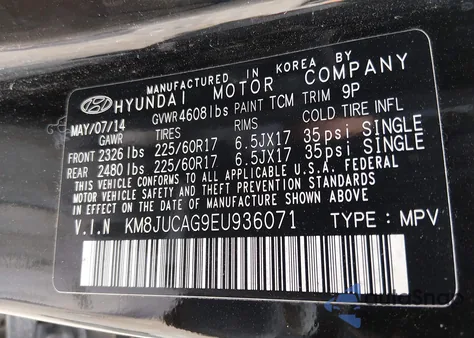 MANUFACTURED IN KOREA BY
HYUNDAI MOTOR COMPANY
MAY/07/14 GVWR4608lbs PAINT TCM TRIM 9P
GAWR TIRES RIMS COLD TIRE INFL
FRONT 2326 lbs 225/60R17 6.5JX17 35psi SINGLE
REAR 2480 lbs 225/60R17 6.5JX17 35psi SINGLE
THIS VEHICLE CONFORMS TO ALL APPLICABLE U.S.A. FEDERAL
MOTOR VEHICLE SAFETY AND THEFT PREVENTION STANDARDS
IN EFFECT ON THE DATE OF MANUFACTURE SHOWN ABOVE.
V.I.N KM8JUCAG9EU936071 TYPE : MPV